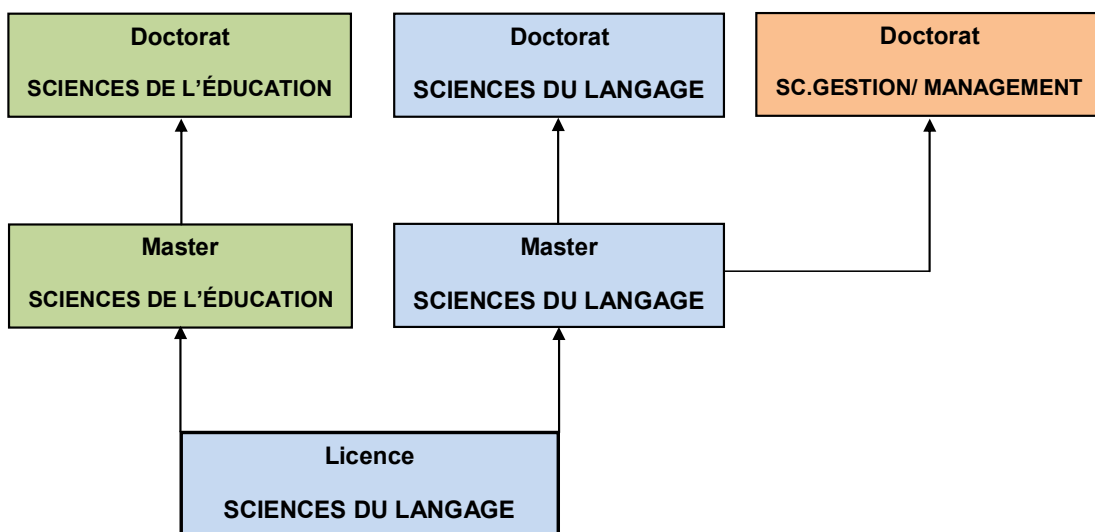 Doctorat
SCIENCES DE L'ÉDUCATION
Doctorat
SCIENCES DU LANGAGE
Doctorat
SC.GESTION/ MANAGEMENT
Master
SCIENCES DE L'ÉDUCATION
Master
SCIENCES DU LANGAGE
Licence
SCIENCES DU LANGAGE